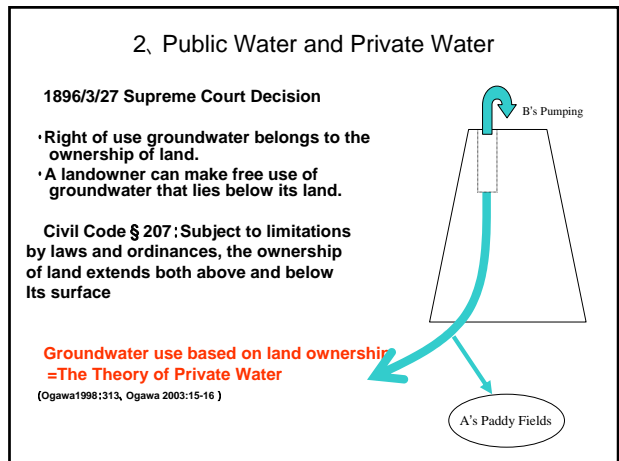 2、Public Water and Private Water
1896/3/27 Supreme Court Decision
・Right of use groundwater belongs to the
ownership of land.
・A landowner can make free use of
groundwater that lies below its land.
Civil Code §207：Subject to limitations
by laws and ordinances, the ownership
of land extends both above and below
Its surface
Groundwater use based on land ownership
=The Theory of Private Water
(Ogawa1998：313、Ogawa 2003:15-16 )
B's Pumping
A's Paddy Fields